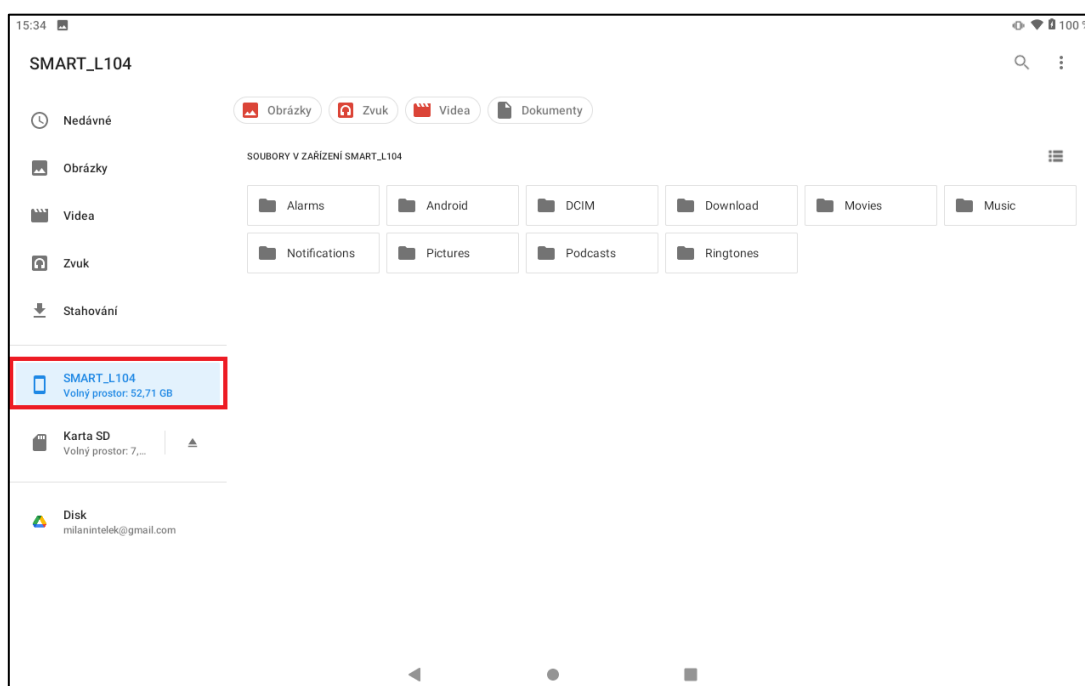 15:34
100 %
SMART_L104
Nedávné
Obrázky
Videa
Zvuk
Stahování
SMART_L104
Volný prostor: 52,71 GB
Karta SD
Volný prostor: 7,...
Disk
milanintelek@gmail.com
Obrázky Zvuk Videa Dokumenty
SOUBORY V ZAŘÍZENÍ SMART_L104
Alarms Android DCIM Download Movies Music
Notifications Pictures Podcasts Ringtones